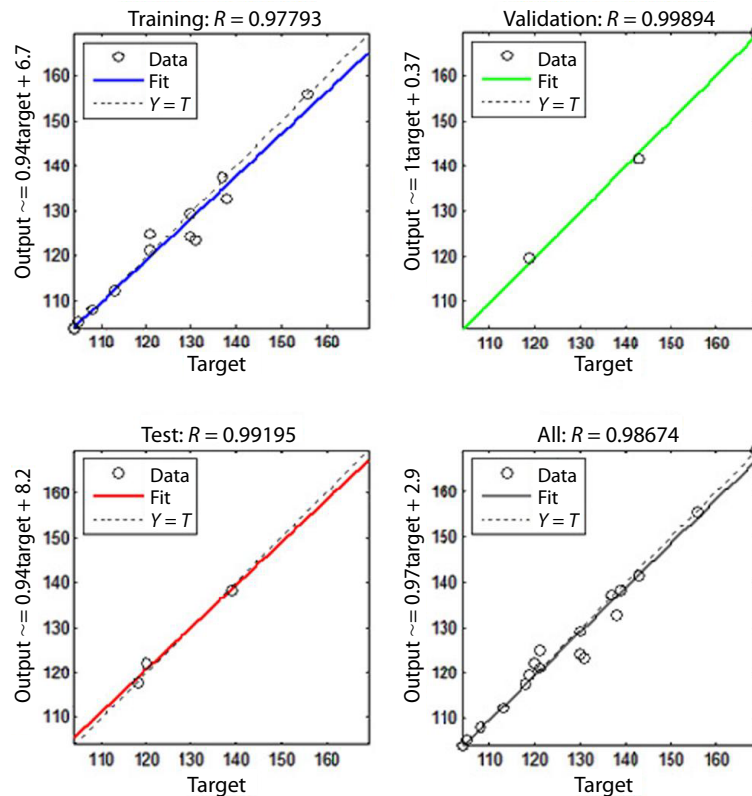 Training: R = 0.97793
Output ~= 0.94target + 6.7
Data
Fit
Y = T
160
150
140
130
120
110
110 120 130 140 150 160
Target
Validation: R = 0.99894
Output ~= 1target + 0.37
Data
Fit
Y = T
160
150
140
130
120
110
110 120 130 140 150 160
Target
Test: R = 0.99195
Output ~= 0.94target + 8.2
Data
Fit
Y = T
160
150
140
130
120
110
110 120 130 140 150 160
Target
All: R = 0.98674
Output ~= 0.97target + 2.9
Data
Fit
Y = T
160
150
140
130
120
110
110 120 130 140 150 160
Target